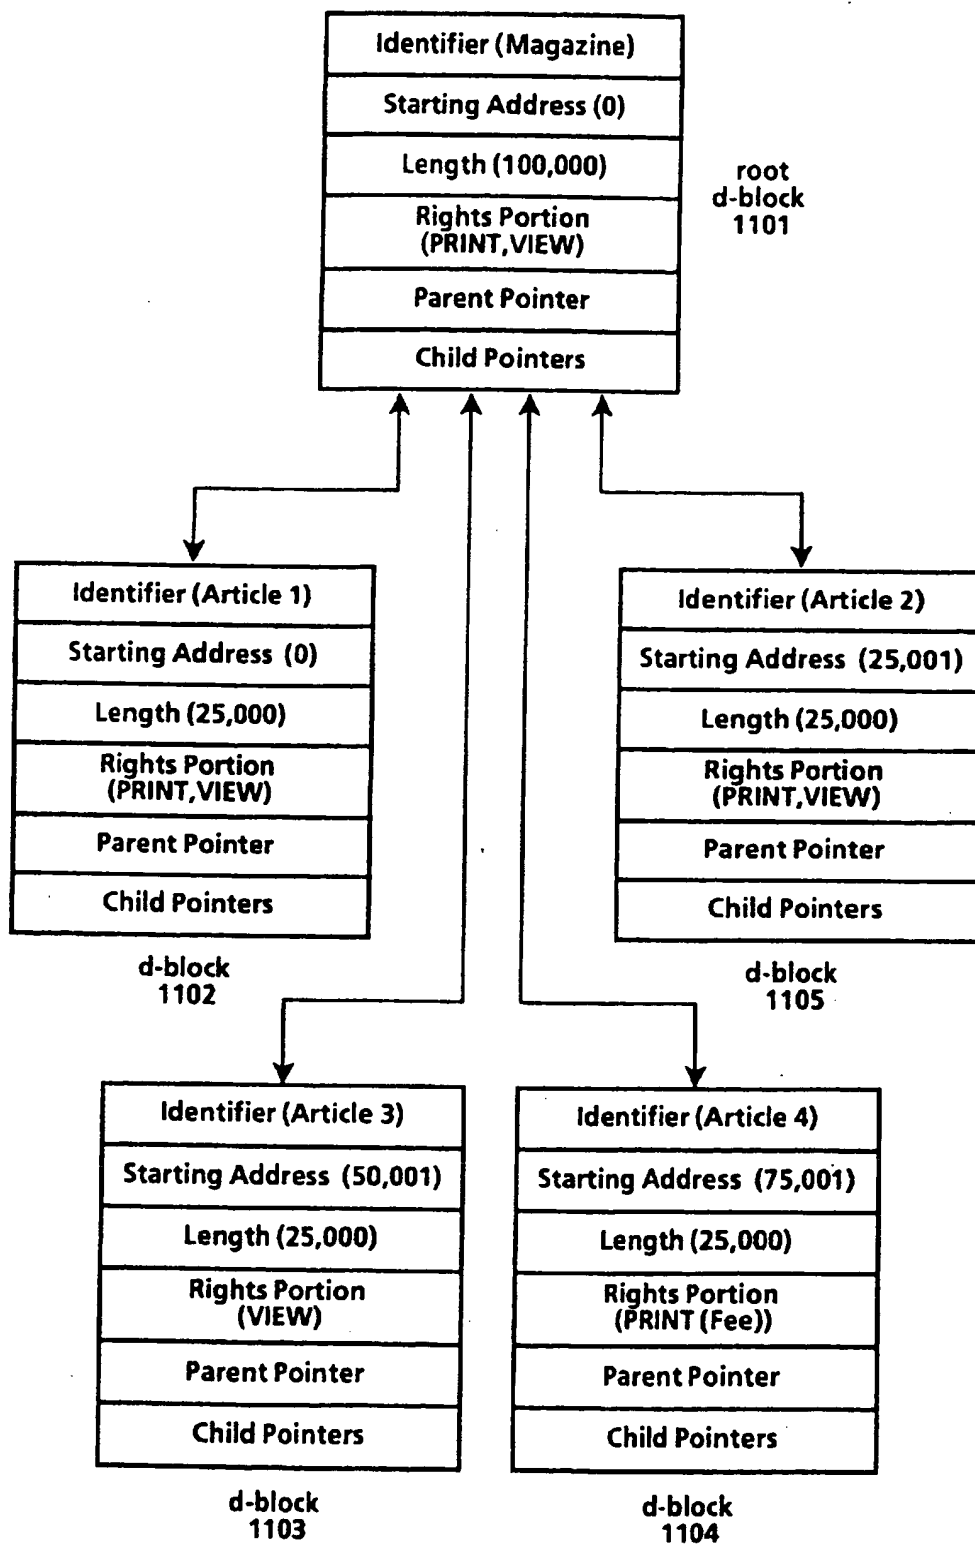 Identifier (Magazine)
Starting Address (0)
Length (100,000)
Rights Portion
(PRINT,VIEW)
Parent Pointer
Child Pointers
root
d-block
1101
Identifier (Article 1)
Starting Address (0)
Length (25,000)
Rights Portion
(PRINT,VIEW)
Parent Pointer
Child Pointers
d-block
1102
Identifier (Article 2)
Starting Address (25,001)
Length (25,000)
Rights Portion
(PRINT,VIEW)
Parent Pointer
Child Pointers
d-block
1105
Identifier (Article 3)
Starting Address (50,001)
Length (25,000)
Rights Portion
(VIEW)
Parent Pointer
Child Pointers
d-block
1103
Identifier (Article 4)
Starting Address (75,001)
Length (25,000)
Rights Portion
(PRINT (Fee))
Parent Pointer
Child Pointers
d-block
1104